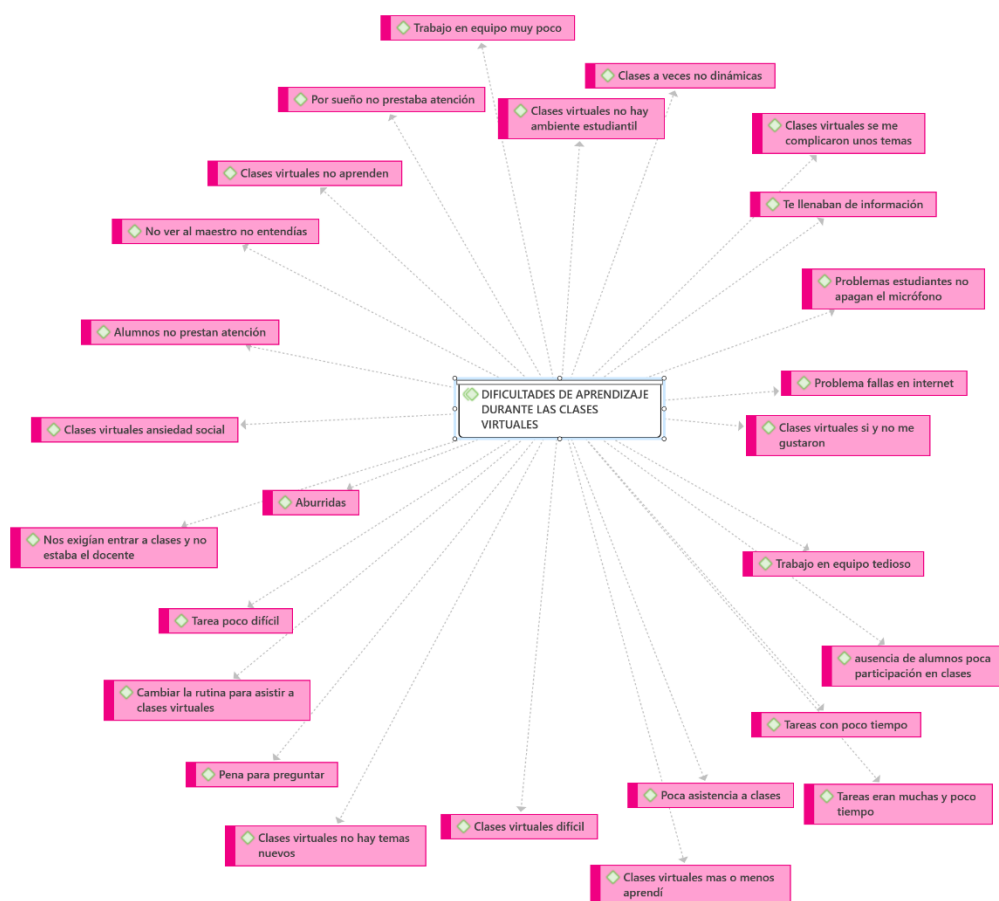 Trabajo en equipo muy poco
Clases a veces no dinámicas
Por sueño no prestaba atención
Clases virtuales no hay
ambiente estudiantil
Clases virtuales se me
complicaron unos temas
Clases virtuales no aprenden
Te llenaban de información
No ver al maestro no entendías
Problemas estudiantes no
apagan el micrófono
Alumnos no prestan atención
Problema fallas en internet
DIFICULTADES DE APRENDIZAJE
DURANTE LAS CLASES
VIRTUALES
Clases virtuales ansiedad social
Clases virtuales si y no me
gustaron
Aburridas
Nos exigían entrar a clases y no
estaba el docente
Trabajo en equipo tedioso
Tarea poco difícil
ausencia de alumnos poca
participación en clases
Cambiar la rutina para asistir a
clases virtuales
Tareas con poco tiempo
Pena para preguntar
Poca asistencia a clases
Tareas eran muchas y poco
tiempo
Clases virtuales no hay temas
nuevos
Clases virtuales dificil
Clases virtuales mas o menos
aprendí